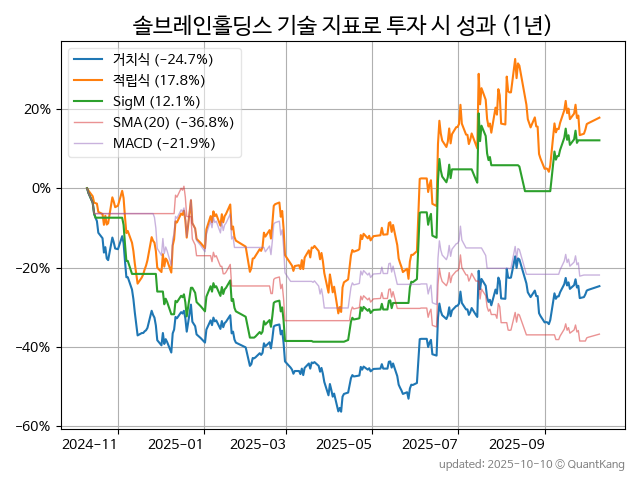 솔브레인홀딩스 기술 지표로 투자 시 성과 (1년)
거치식 (−24.7%)
적립식 (17.8%)
SigM (12.1%)
SMA(20) (−36.8%)
MACD (−21.9%)
20%
0%
−20%
−40%
−60%
2024-11 2025-01 2025-03 2025-05 2025-07 2025-09
updated: 2025-10-10 © QuantKang